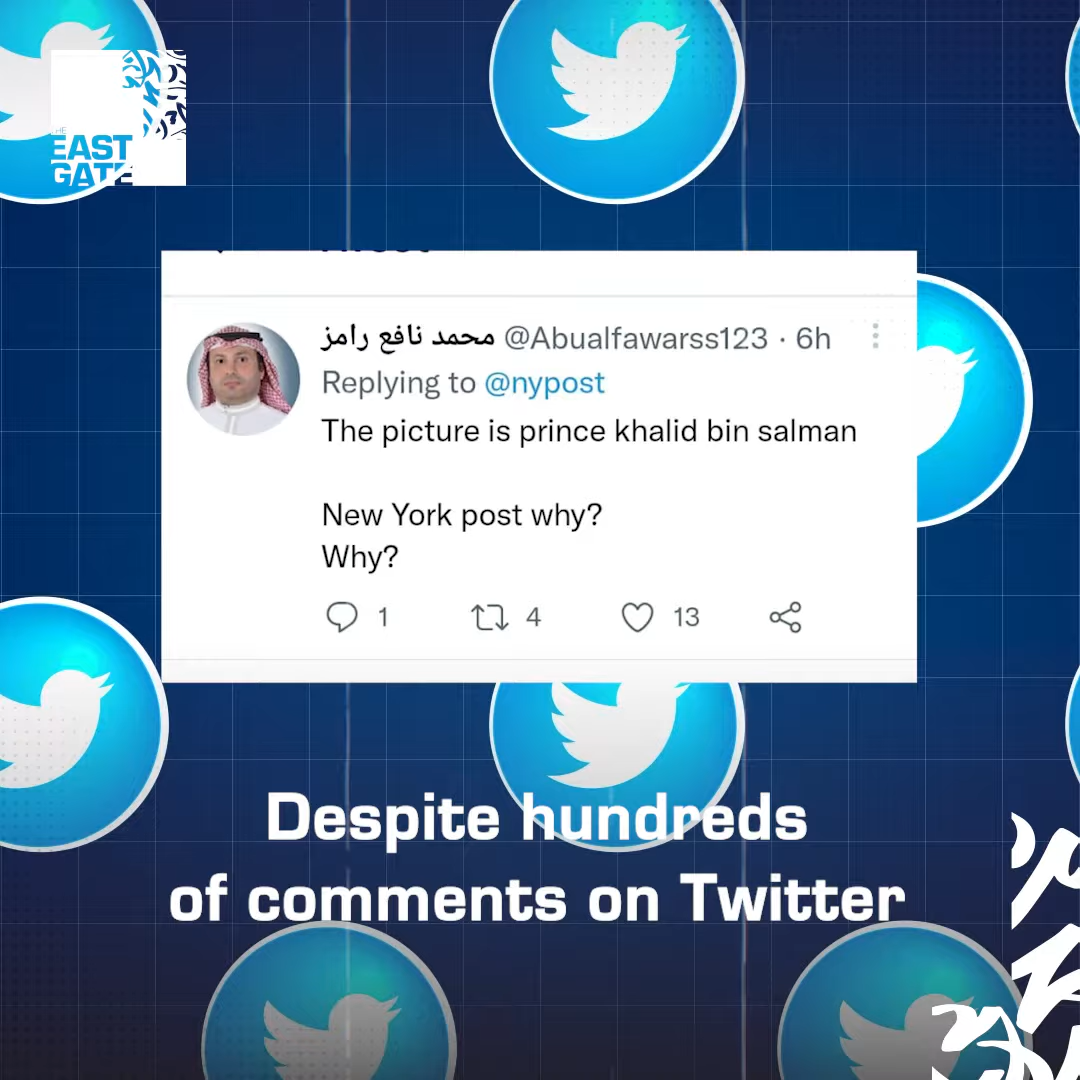 THE
EAST
GATE
محمد نافع رامز @Abualfawarss123 · 6h
Replying to @nypost
The picture is prince khalid bin salman
New York post why?
Why?
1 4 13
Despite hundreds
of comments on Twitter